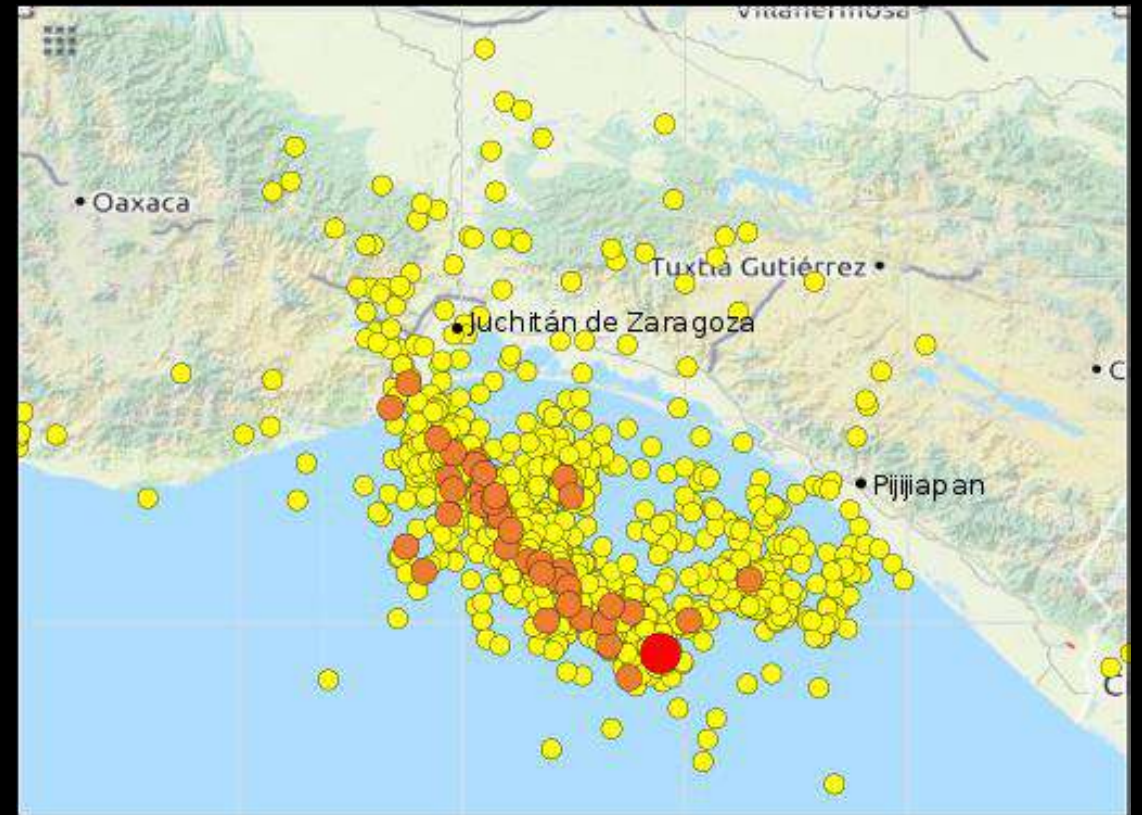 Villahermosa
Oaxaca
Tuxtla Gutiérrez
Juchitán de Zaragoza
C
Pijijiapan
C